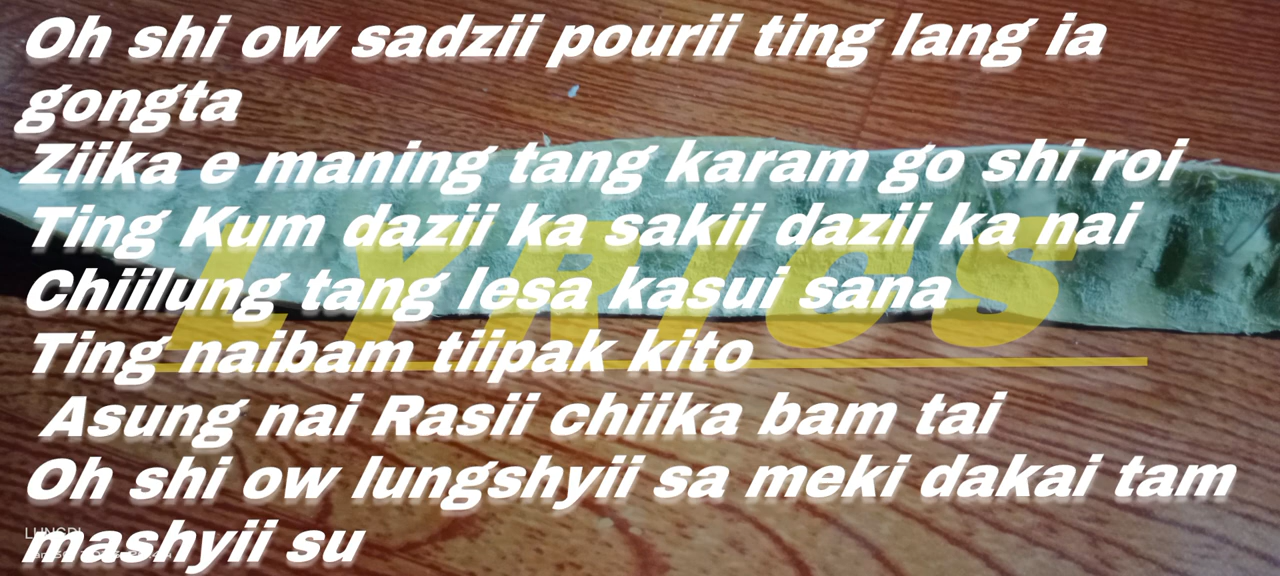 Oh shi ow sadzii pourii ting lang ia
gongta
Ziika e maning tang karam go shi roi
Ting Kum dazii ka sakii dazii ka nai
Chiilung tang lesa kasui sana
LYRICS
Ting naibam tiipak kito
Asung nai Rasii chiika bam tai
Oh shi ow lungshyii sa meki dakai tam
mashyii su